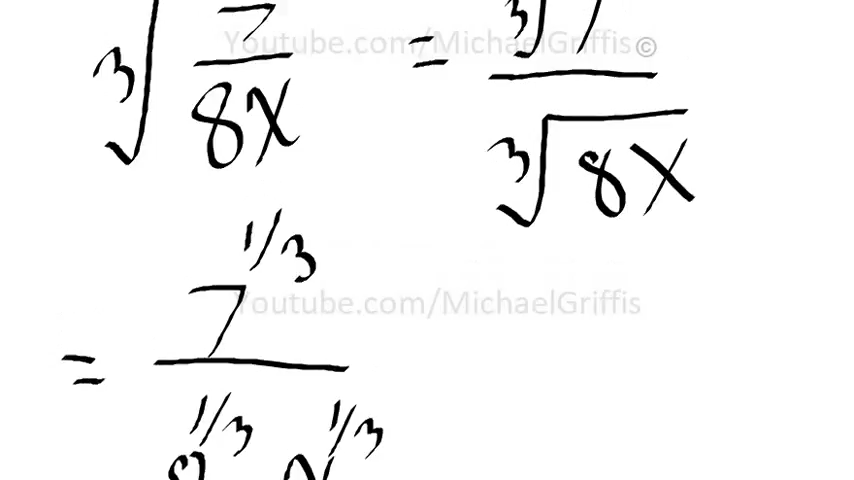 ∛(7/(8X)) = ∛7/∛(8X)
Youtube.com/MichaelGriffis©
= 7^(1/3)/(8^(1/3) X^(1/3))
Youtube.com/MichaelGriffis